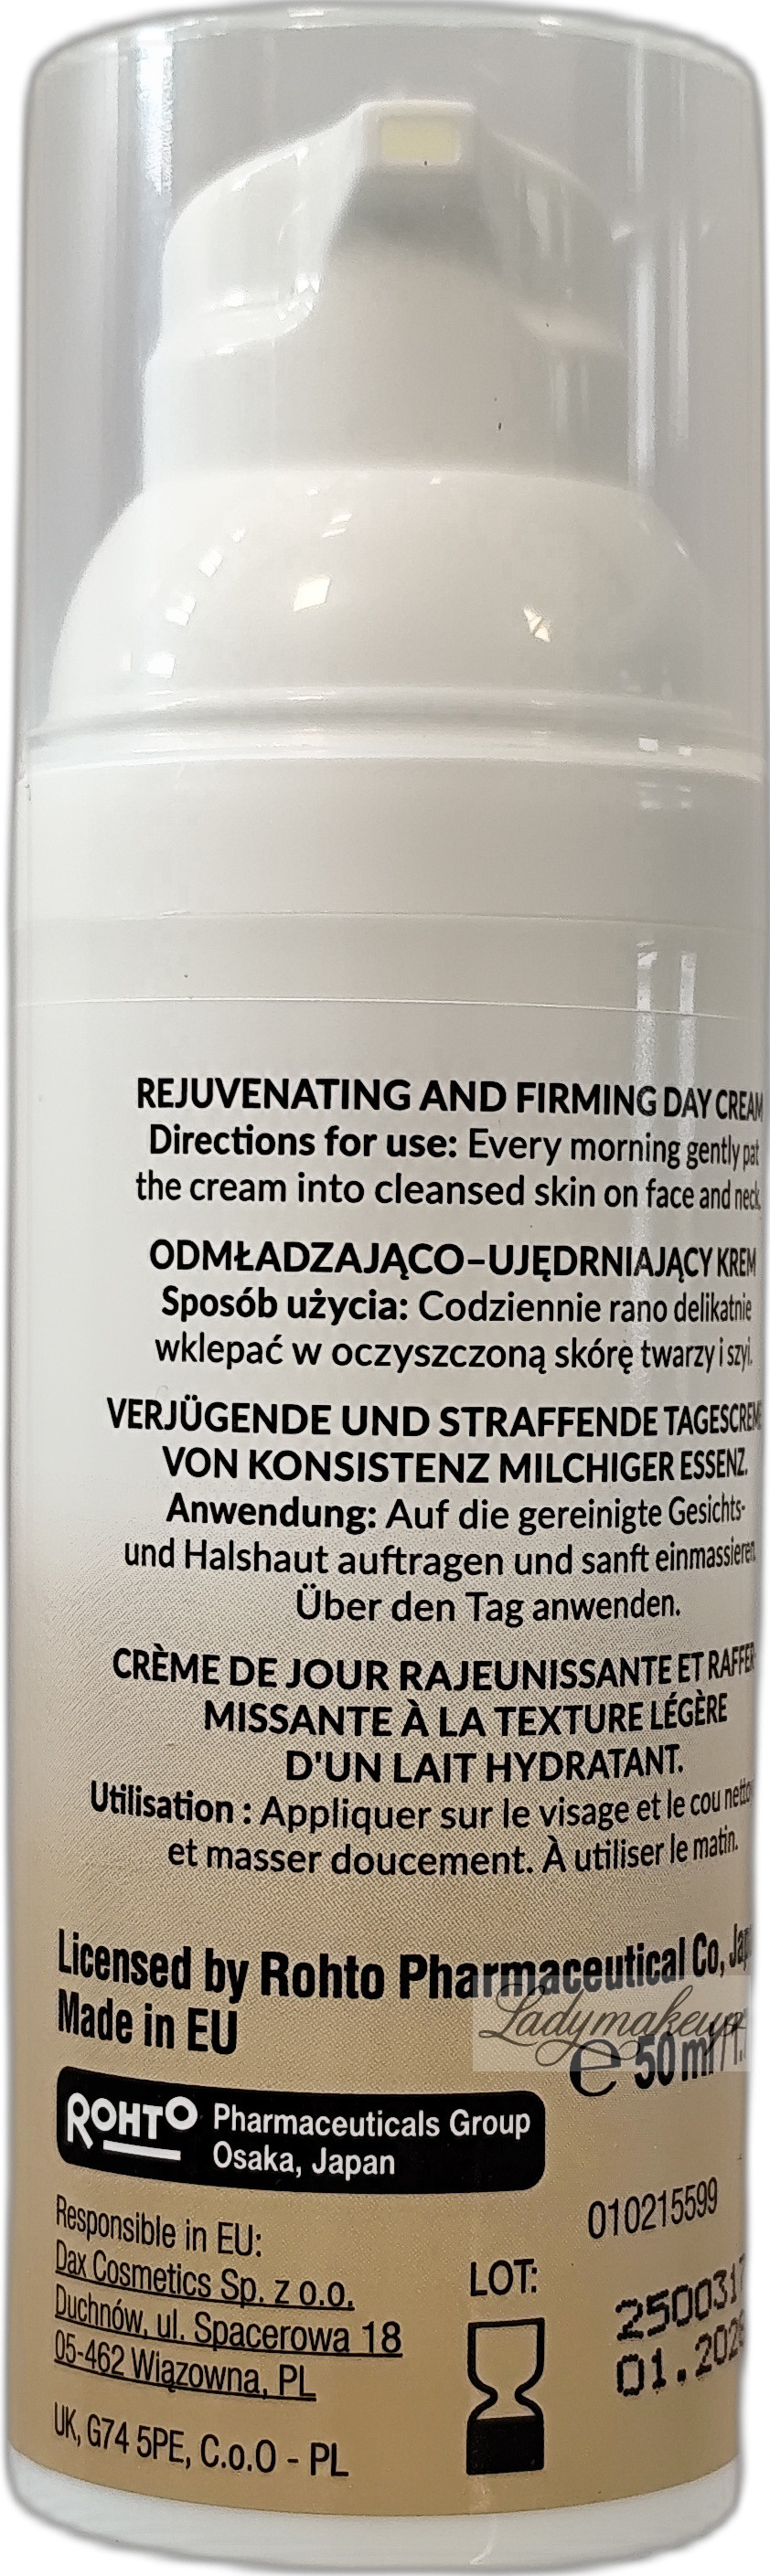 REJUVENATING AND FIRMING DAY CREAM
Directions for use: Every morning gently pat
the cream into cleansed skin on face and neck.
ODMŁADZAJĄCO-UJĘDRNIAJĄCY KREM
Sposób użycia: Codziennie rano delikatnie
wklepać w oczyszczoną skórę twarzy i szyi.
VERJÜGENDE UND STRAFFENDE TAGESCREME
VON KONSISTENZ MILCHIGER ESSENZ.
Anwendung: Auf die gereinigte Gesichts-
und Halshaut auftragen und sanft einmassieren.
Über den Tag anwenden.
CRÈME DE JOUR RAJEUNISSANTE ET RAFFER-
MISSANTE À LA TEXTURE LÉGÈRE
D'UN LAIT HYDRATANT.
Utilisation : Appliquer sur le visage et le cou
et masser doucement. À utiliser le matin.
Licensed by Rohto Pharmaceutical Co,
Made in EU
Ladymakeup
℮ 50 ml
ROHTO Pharmaceuticals Group
Osaka, Japan
Responsible in EU:
Dax Cosmetics Sp. z o.o.
Duchnów, ul. Spacerowa 18
05-462 Wiązowna, PL
UK, G74 5PE, C.o.O - PL
010215599
LOT:
250031
01.202